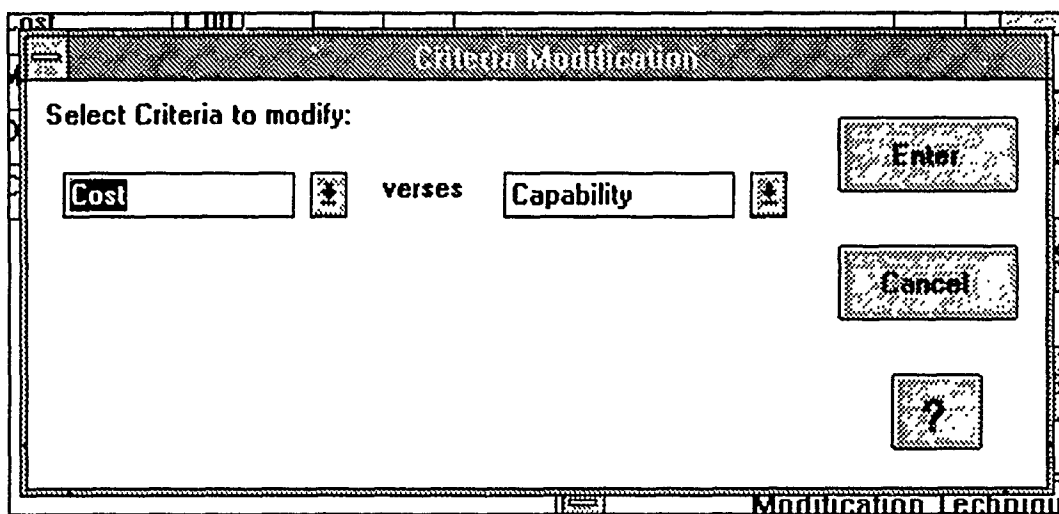 Criteria Modification
Select Criteria to modify:
Cost verses Capability
Enter
Cancel
?
Modification Techniqu